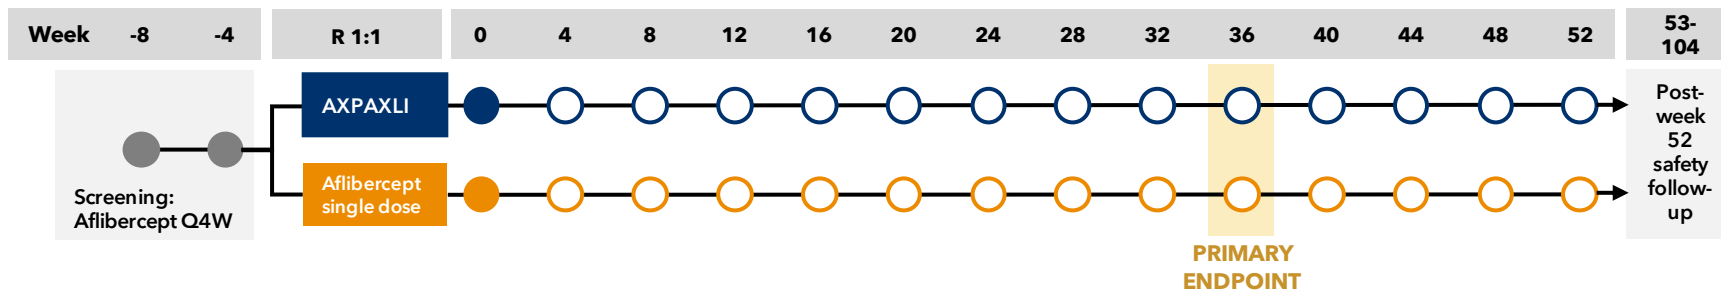 Week -8 -4 R 1:1 0 4 8 12 16 20 24 28 32 36 40 44 48 52 53-
104
AXPAXLI
Aflibercept
single dose
Screening:
Aflibercept Q4W
Post-
week
52
safety
follow-
up
PRIMARY
ENDPOINT